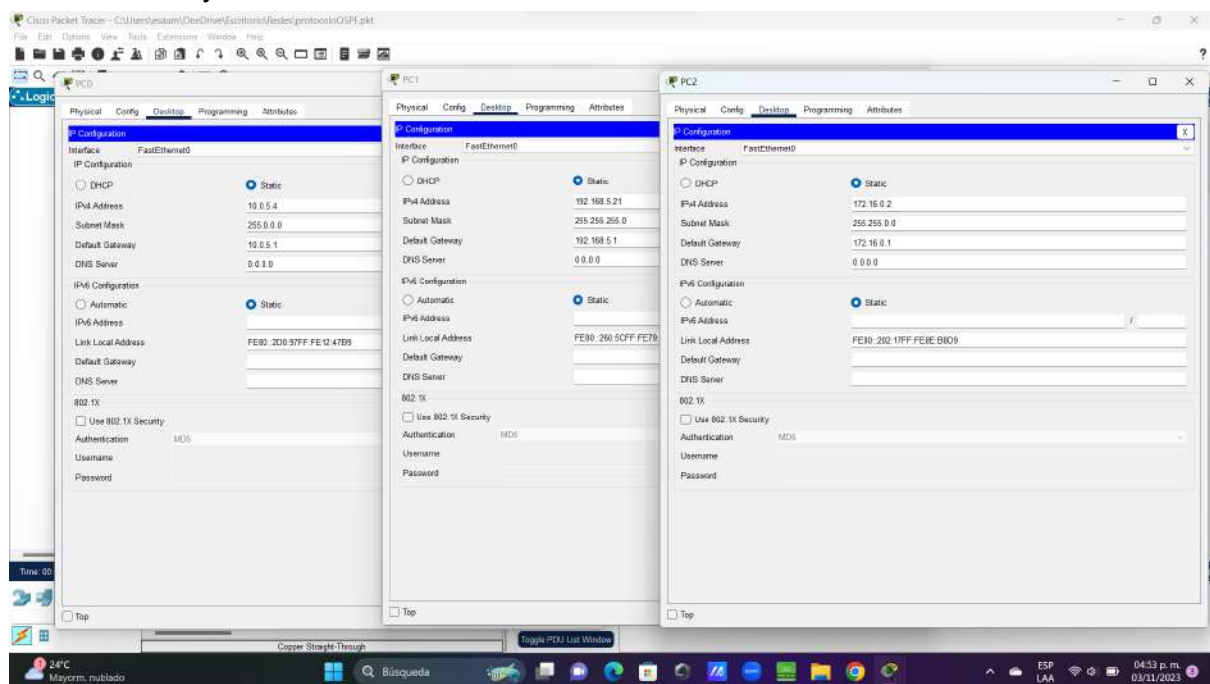 Cisco Packet Tracer - C:\Users\esaum\OneDrive\Escritorio\Redes\protocoloOSPF.pkt
File Edit Options View Tools Extensions Window Help
?
Logic
PC0
Physical Config Desktop Programming Attributes
IP Configuration
Interface FastEthernet0
IP Configuration
DHCP Static
IPv4 Address 10.0.5.4
Subnet Mask 255.0.0.0
Default Gateway 10.0.5.1
DNS Server 0.0.0.0
IPv6 Configuration
Automatic Static
IPv6 Address
Link Local Address FE80::2D0:97FF:FE12:47B9
Default Gateway
DNS Server
802.1X
Use 802.1X Security
Authentication MD5
Username
Password
Top
PC1
Physical Config Desktop Programming Attributes
IP Configuration
Interface FastEthernet0
IP Configuration
DHCP Static
IPv4 Address 192.168.5.21
Subnet Mask 255.255.255.0
Default Gateway 192.168.5.1
DNS Server 0.0.0.0
IPv6 Configuration
Automatic Static
IPv6 Address
Link Local Address FE80::260:5CFF:FE79:
Default Gateway
DNS Server
802.1X
Use 802.1X Security
Authentication MD5
Username
Password
Top
PC2
Physical Config Desktop Programming Attributes
IP Configuration X
Interface FastEthernet0
IP Configuration
DHCP Static
IPv4 Address 172.16.0.2
Subnet Mask 255.255.0.0
Default Gateway 172.16.0.1
DNS Server 0.0.0.0
IPv6 Configuration
Automatic Static
IPv6 Address /
Link Local Address FE80::202:17FF:FE8E:B6D9
Default Gateway
DNS Server
802.1X
Use 802.1X Security
Authentication MD5
Username
Password
Top
Time: 00
Copper Straight-Through
Toggle PDU List Window
24°C
Mayorm. nublado
Búsqueda
ESP
LAA
04:53 p. m.
03/11/2023